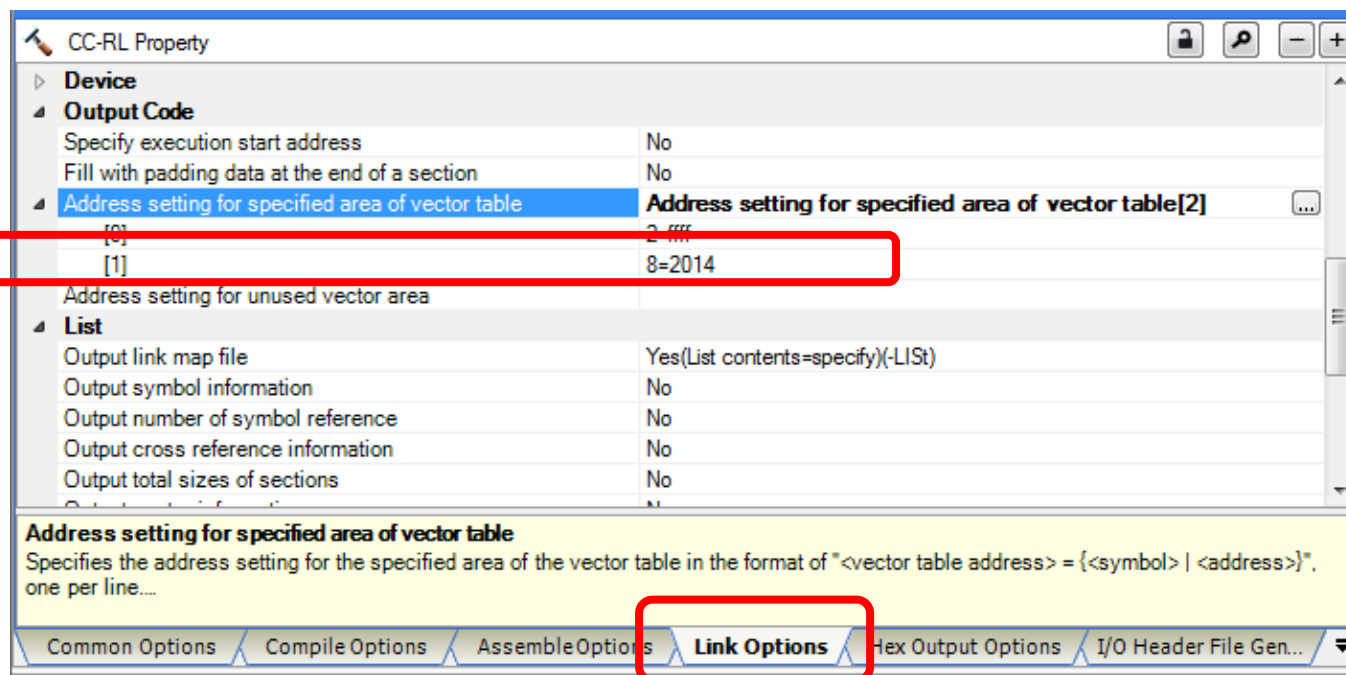 CC-RL Property
Device
Output Code
Specify execution start address No
Fill with padding data at the end of a section No
Address setting for specified area of vector table Address setting for specified area of vector table[2] ...
[0]
[1] 8=2014
Address setting for unused vector area
List
Output link map file Yes(List contents=specify)(-LISt)
Output symbol information No
Output number of symbol reference No
Output cross reference information No
Output total sizes of sections No
Address setting for specified area of vector table
Specifies the address setting for the specified area of the vector table in the format of "<vector table address> = {<symbol> | <address>}",
one per line....
Common Options Compile Options Assemble Options Link Options Hex Output Options I/O Header File Gen...